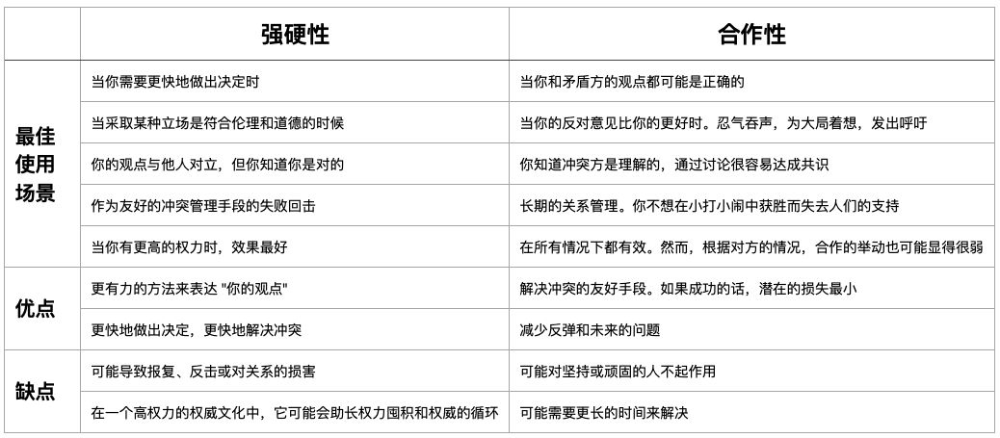 强硬性
合作性
最佳
使用
场景
当你需要更快地做出决定时
当你和矛盾方的观点都可能是正确的
当采取某种立场是符合伦理和道德的时候
当你的反对意见比你的更好时。忍气吞声，为大局着想，发出呼吁
你的观点与他人对立，但你知道你是对的
你知道冲突方是理解的，通过讨论很容易达成共识
作为友好的冲突管理手段的失败回击
长期的关系管理。你不想在小打小闹中获胜而失去人们的支持
当你有更高的权力时，效果最好
在所有情况下都有效。然而，根据对方的情况，合作的举动也可能显得很弱
优点
更有力的方法来表达 "你的观点"
解决冲突的友好手段。如果成功的话，潜在的损失最小
更快地做出决定，更快地解决冲突
减少反弹和未来的问题
缺点
可能导致报复、反击或对关系的损害
可能对坚持或顽固的人不起作用
在一个高权力的权威文化中，它可能会助长权力囤积和权威的循环
可能需要更长的时间来解决